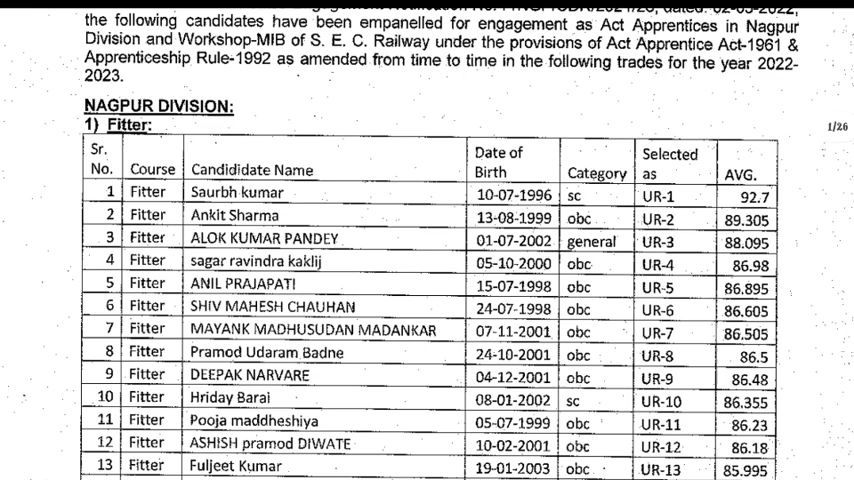 the following candidates have been empanelled for engagement as Act Apprentices in Nagpur
Division and Workshop-MIB of S. E. C. Railway under the provisions of Act Apprentice Act-1961 &
Apprenticeship Rule-1992 as amended from time to time in the following trades for the year 2022-
2023.
NAGPUR DIVISION:
1) Fitter:
1/26
Sr. No. Course Candididate Name Date of Birth Category Selected as AVG.
1 Fitter Saurbh kumar 10-07-1996 sc UR-1 92.7
2 Fitter Ankit Sharma 13-08-1999 obc UR-2 89.305
3 Fitter ALOK KUMAR PANDEY 01-07-2002 general UR-3 88.095
4 Fitter sagar ravindra kaklij 05-10-2000 obc UR-4 86.98
5 Fitter ANIL PRAJAPATI 15-07-1998 obc UR-5 86.895
6 Fitter SHIV MAHESH CHAUHAN 24-07-1998 obc UR-6 86.605
7 Fitter MAYANK MADHUSUDAN MADANKAR 07-11-2001 obc UR-7 86.505
8 Fitter Pramod Udaram Badne 24-10-2001 obc UR-8 86.5
9 Fitter DEEPAK NARVARE 04-12-2001 obc UR-9 86.48
10 Fitter Hriday Barai 08-01-2002 sc UR-10 86.355
11 Fitter Pooja maddheshiya 05-07-1999 obc UR-11 86.23
12 Fitter ASHISH pramod DIWATE 10-02-2001 obc UR-12 86.18
13 Fitter Fuljeet Kumar 19-01-2003 obc UR-13 85.995